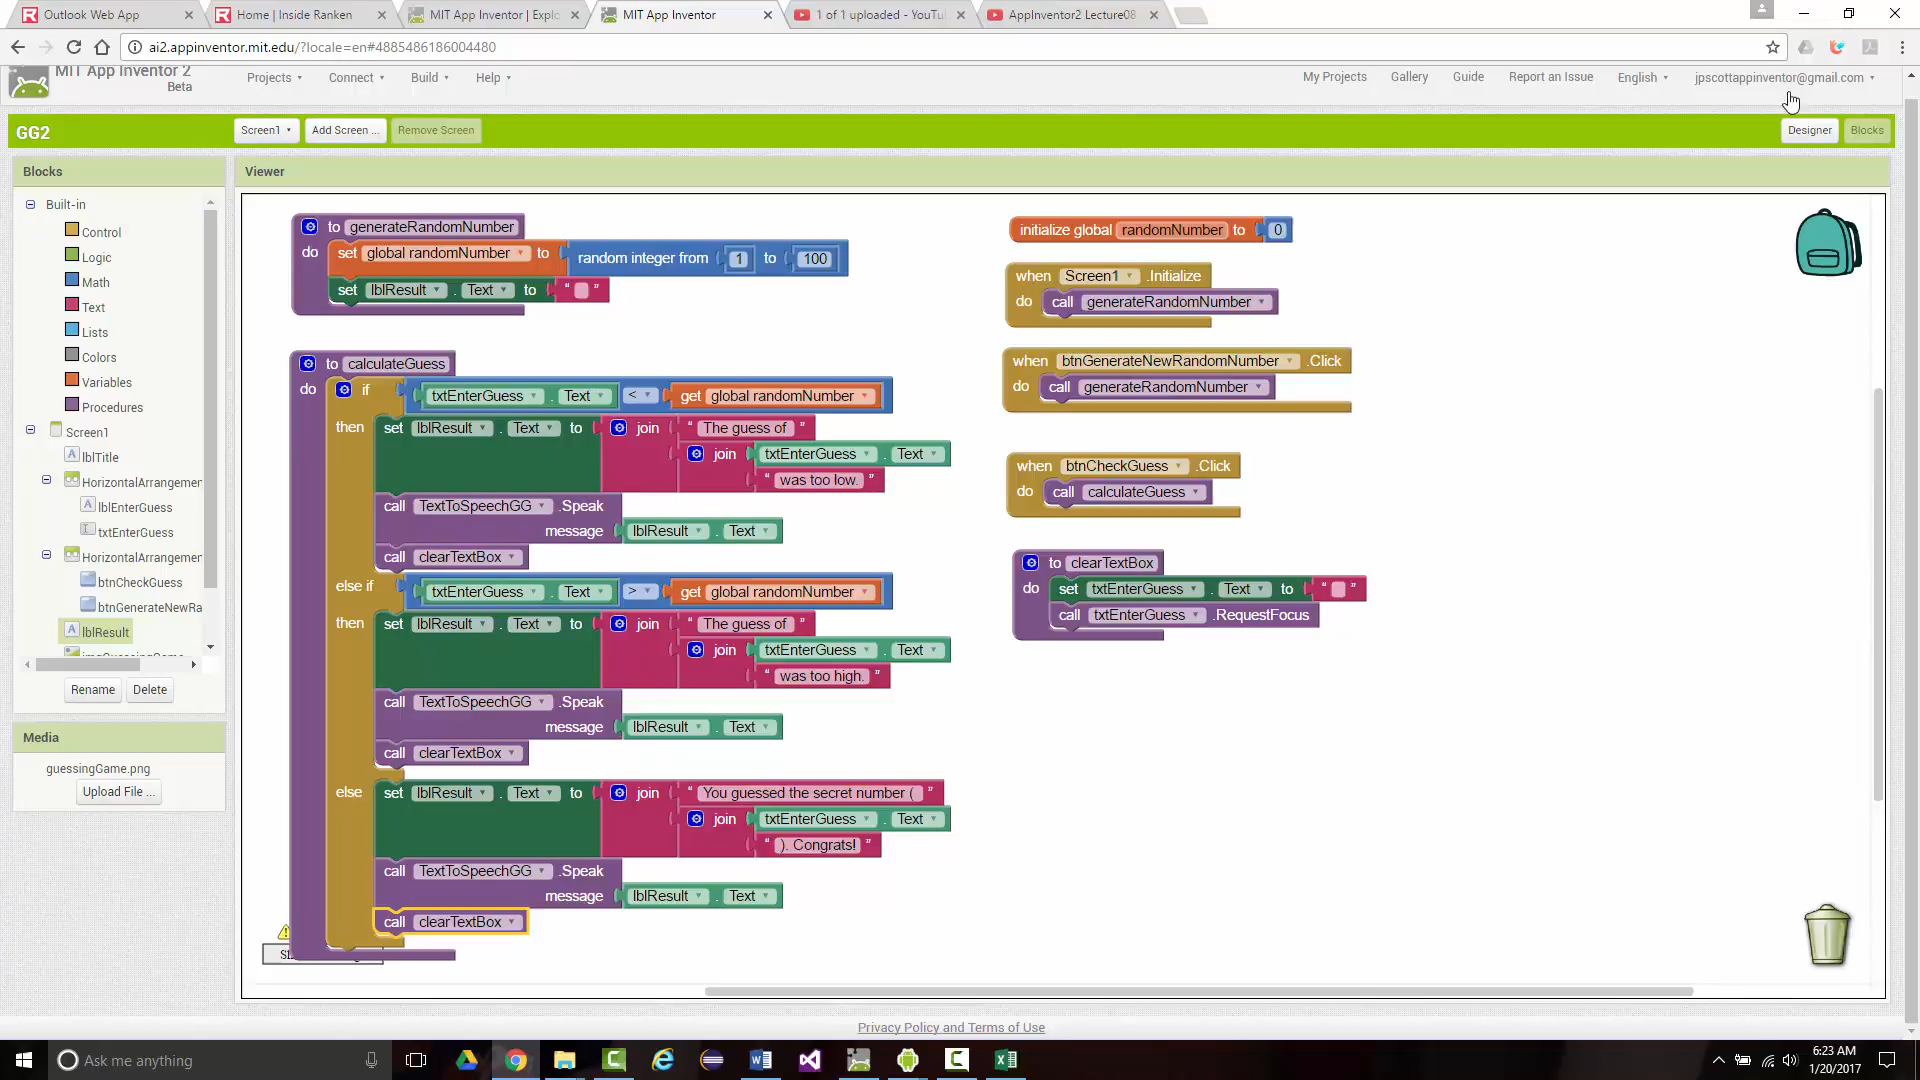 Outlook Web App
Home | Inside Ranken
MIT App Inventor | Explo
MIT App Inventor
1 of 1 uploaded - YouTu
AppInventor2 Lecture08
ai2.appinventor.mit.edu/?locale=en#4885486186004480
MIT App Inventor 2
Beta
Projects
Connect
Build
Help
My Projects
Gallery
Guide
Report an Issue
English
jpscottappinventor@gmail.com
GG2
Screen1
Add Screen ...
Remove Screen
Designer
Blocks
Blocks
Built-in
Control
Logic
Math
Text
Lists
Colors
Variables
Procedures
Screen1
lblTitle
HorizontalArrangemen
lblEnterGuess
txtEnterGuess
HorizontalArrangemen
btnCheckGuess
btnGenerateNewRa
lblResult
Rename
Delete
Media
guessingGame.png
Upload File ...
Viewer
to generateRandomNumber
do set global randomNumber to random integer from 1 to 100
set lblResult . Text to " "
to calculateGuess
do if txtEnterGuess . Text < get global randomNumber
then set lblResult . Text to join " The guess of "
join txtEnterGuess . Text
" was too low. "
call TextToSpeechGG .Speak
message lblResult . Text
call clearTextBox
else if txtEnterGuess . Text > get global randomNumber
then set lblResult . Text to join " The guess of "
join txtEnterGuess . Text
" was too high. "
call TextToSpeechGG .Speak
message lblResult . Text
call clearTextBox
else set lblResult . Text to join " You guessed the secret number ( "
join txtEnterGuess . Text
" ). Congrats! "
call TextToSpeechGG .Speak
message lblResult . Text
call clearTextBox
initialize global randomNumber to 0
when Screen1 .Initialize
do call generateRandomNumber
when btnGenerateNewRandomNumber .Click
do call generateRandomNumber
when btnCheckGuess .Click
do call calculateGuess
to clearTextBox
do set txtEnterGuess . Text to " "
call txtEnterGuess .RequestFocus
Privacy Policy and Terms of Use
Ask me anything
6:23 AM
1/20/2017